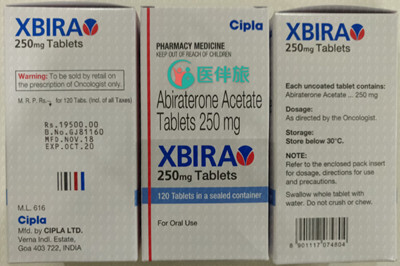 XBIRA
250mg Tablets
Warning: To be sold by retail on
the prescription of Oncologist only.
M. R. P. Rs. for 120 Tabs. (Incl. of all Taxes)
Rs.19500.00
B.No.GJ81160
MFD.NOV.18
EXP.OCT.20
M.L. 616
Cipla
Mfd. by CIPLA LTD.
Verna Indl. Estate,
Goa 403 722, INDIA
Cipla
PHARMACY MEDICINE
KEEP OUT OF REACH OF CHILDREN
医伴旅
Abiraterone Acetate
Tablets 250 mg
XBIRA
250mg Tablets
120 Tablets in a sealed container
For Oral Use
XBIRA
250mg Tablets
Each uncoated tablet contains:
Abiraterone Acetate ... 250 mg
Dosage:
As directed by the Oncologist.
Storage:
Store below 30°C.
NOTE:
Refer to the enclosed pack insert
for dosage, directions for use
and precautions.
Swallow whole tablet with
water. Do not crush or chew.
8 901117 074804